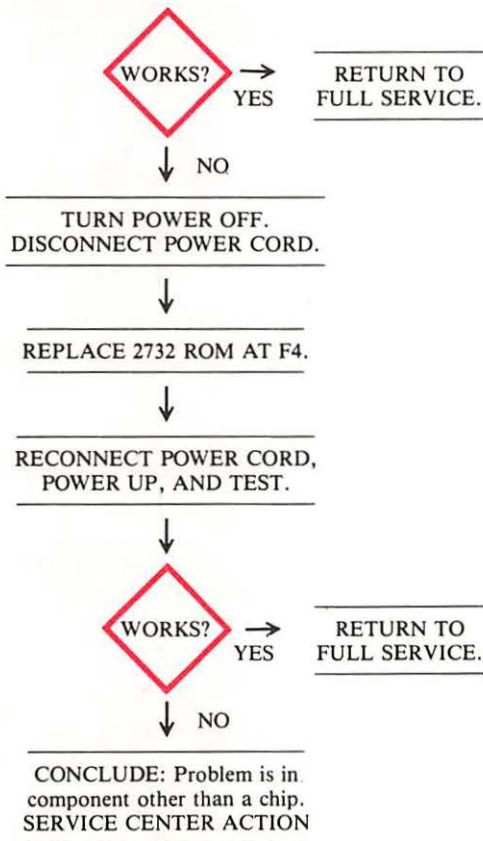 WORKS?
YES
RETURN TO
FULL SERVICE.
NO
TURN POWER OFF.
DISCONNECT POWER CORD.
REPLACE 2732 ROM AT F4.
RECONNECT POWER CORD,
POWER UP, AND TEST.
WORKS?
YES
RETURN TO
FULL SERVICE.
NO
CONCLUDE: Problem is in
component other than a chip.
SERVICE CENTER ACTION